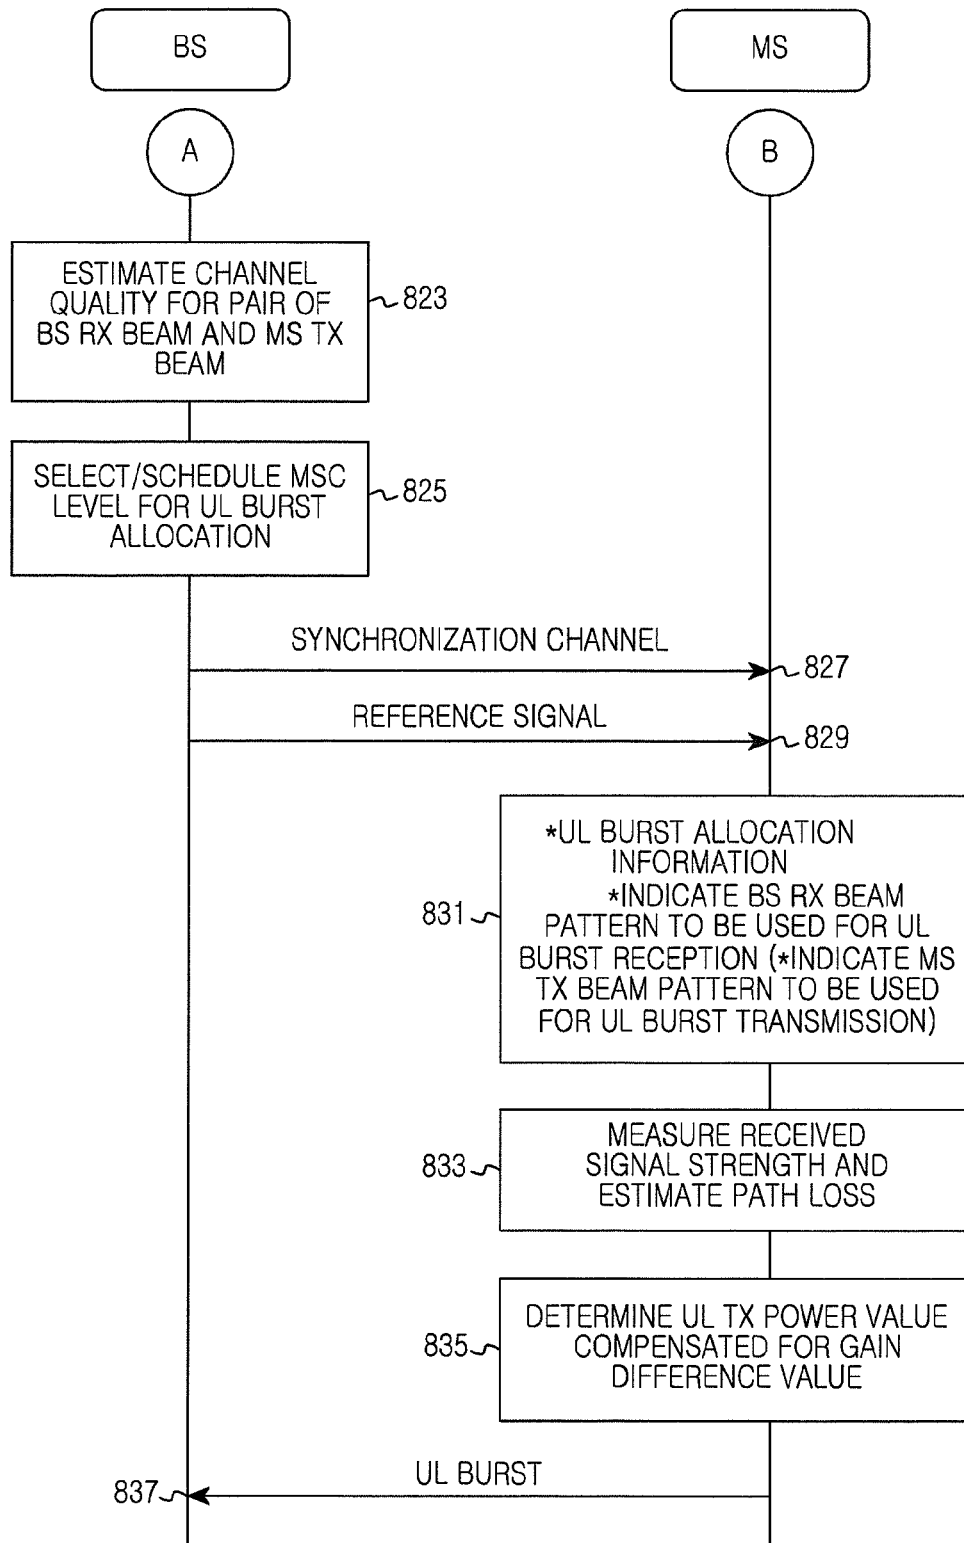 BS
MS
A
B
ESTIMATE CHANNEL
QUALITY FOR PAIR OF
BS RX BEAM AND MS TX
BEAM
823
SELECT/SCHEDULE MSC
LEVEL FOR UL BURST
ALLOCATION
825
SYNCHRONIZATION CHANNEL
827
REFERENCE SIGNAL
829
*UL BURST ALLOCATION
INFORMATION
*INDICATE BS RX BEAM
PATTERN TO BE USED FOR UL
BURST RECEPTION (*INDICATE MS
TX BEAM PATTERN TO BE USED
FOR UL BURST TRANSMISSION)
831
MEASURE RECEIVED
SIGNAL STRENGTH AND
ESTIMATE PATH LOSS
833
DETERMINE UL TX POWER VALUE
COMPENSATED FOR GAIN
DIFFERENCE VALUE
835
UL BURST
837